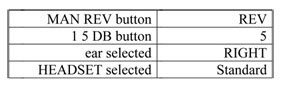 MAN REV button REV
1 5 DB button 5
ear selected RIGHT
HEADSET selected Standard